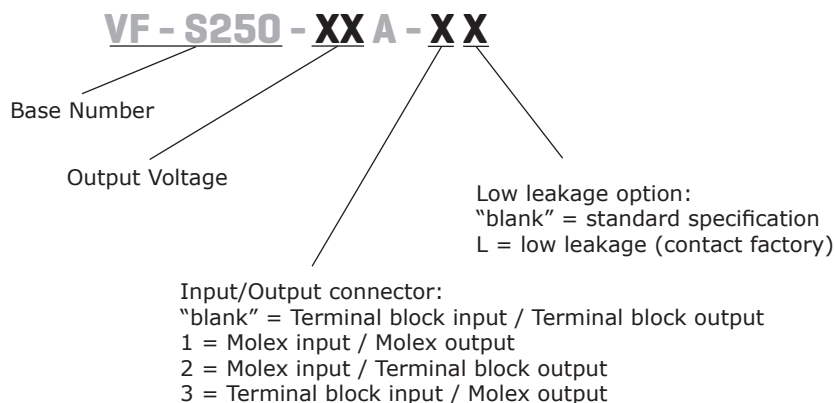 VF - S250 - XX A - X X
Base Number
Output Voltage
Low leakage option:
“blank” = standard specification
L = low leakage (contact factory)
Input/Output connector:
“blank” = Terminal block input / Terminal block output
1 = Molex input / Molex output
2 = Molex input / Terminal block output
3 = Terminal block input / Molex output